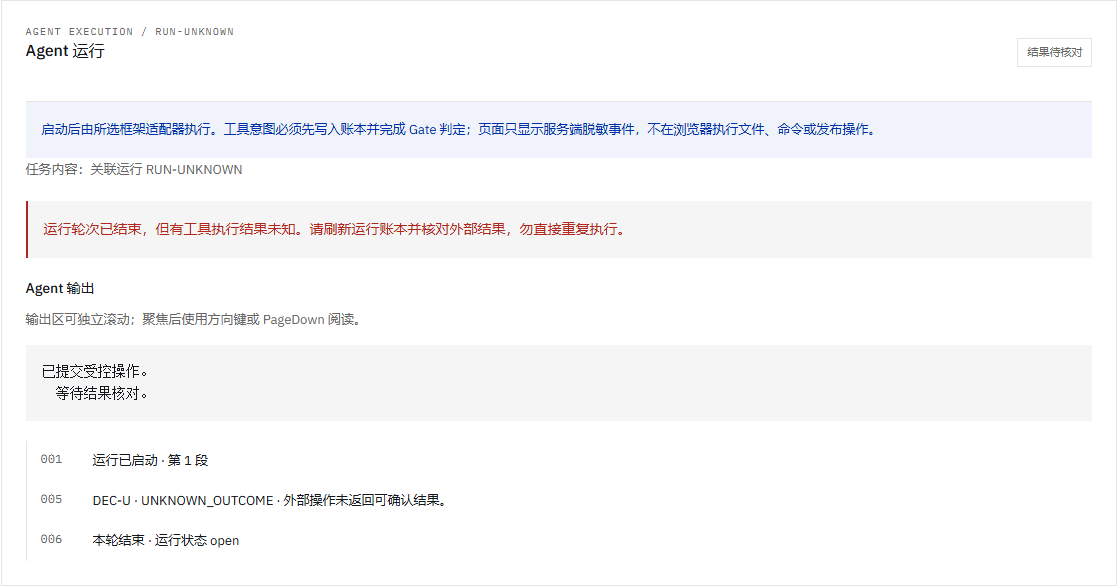 AGENT EXECUTION / RUN-UNKNOWN
Agent 运行
结果待核对
启动后由所选框架适配器执行。工具意图必须先写入账本并完成 Gate 判定；页面只显示服务端脱敏事件，不在浏览器执行文件、命令或发布操作。
任务内容：关联运行 RUN-UNKNOWN
运行轮次已结束，但有工具执行结果未知。请刷新运行账本并核对外部结果，勿直接重复执行。
Agent 输出
输出区可独立滚动；聚焦后使用方向键或 PageDown 阅读。
已提交受控操作。
等待结果核对。
001 运行已启动 · 第 1 段
005 DEC-U · UNKNOWN_OUTCOME · 外部操作未返回可确认结果。
006 本轮结束 · 运行状态 open